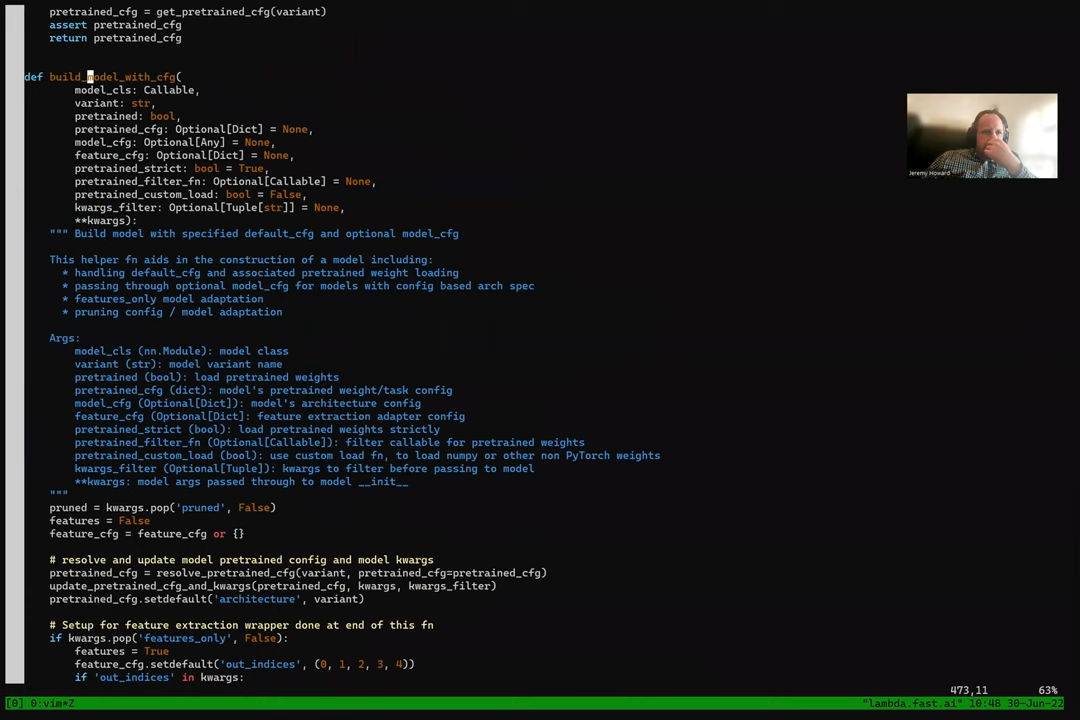 pretrained_cfg = get_pretrained_cfg(variant)
assert pretrained_cfg
return pretrained_cfg
def build_model_with_cfg(
model_cls: Callable,
variant: str,
pretrained: bool,
pretrained_cfg: Optional[Dict] = None,
model_cfg: Optional[Any] = None,
feature_cfg: Optional[Dict] = None,
pretrained_strict: bool = True,
pretrained_filter_fn: Optional[Callable] = None,
pretrained_custom_load: bool = False,
kwargs_filter: Optional[Tuple[str]] = None,
**kwargs):
""" Build model with specified default_cfg and optional model_cfg
This helper fn aids in the construction of a model including:
* handling default_cfg and associated pretrained weight loading
* passing through optional model_cfg for models with config based arch spec
* features_only model adaptation
* pruning config / model adaptation
Args:
model_cls (nn.Module): model class
variant (str): model variant name
pretrained (bool): load pretrained weights
pretrained_cfg (dict): model's pretrained weight/task config
model_cfg (Optional[Dict]): model's architecture config
feature_cfg (Optional[Dict]: feature extraction adapter config
pretrained_strict (bool): load pretrained weights strictly
pretrained_filter_fn (Optional[Callable]): filter callable for pretrained weights
pretrained_custom_load (bool): use custom load fn, to load numpy or other non PyTorch weights
kwargs_filter (Optional[Tuple]): kwargs to filter before passing to model
**kwargs: model args passed through to model __init__
"""
pruned = kwargs.pop('pruned', False)
features = False
feature_cfg = feature_cfg or {}
# resolve and update model pretrained config and model kwargs
pretrained_cfg = resolve_pretrained_cfg(variant, pretrained_cfg=pretrained_cfg)
update_pretrained_cfg_and_kwargs(pretrained_cfg, kwargs, kwargs_filter)
pretrained_cfg.setdefault('architecture', variant)
# Setup for feature extraction wrapper done at end of this fn
if kwargs.pop('features_only', False):
features = True
feature_cfg.setdefault('out_indices', (0, 1, 2, 3, 4))
if 'out_indices' in kwargs:
473,11 63%
[0] 0:vim*Z "lambda.fast.ai" 10:48 30-Jun-22
Jeremy Howard